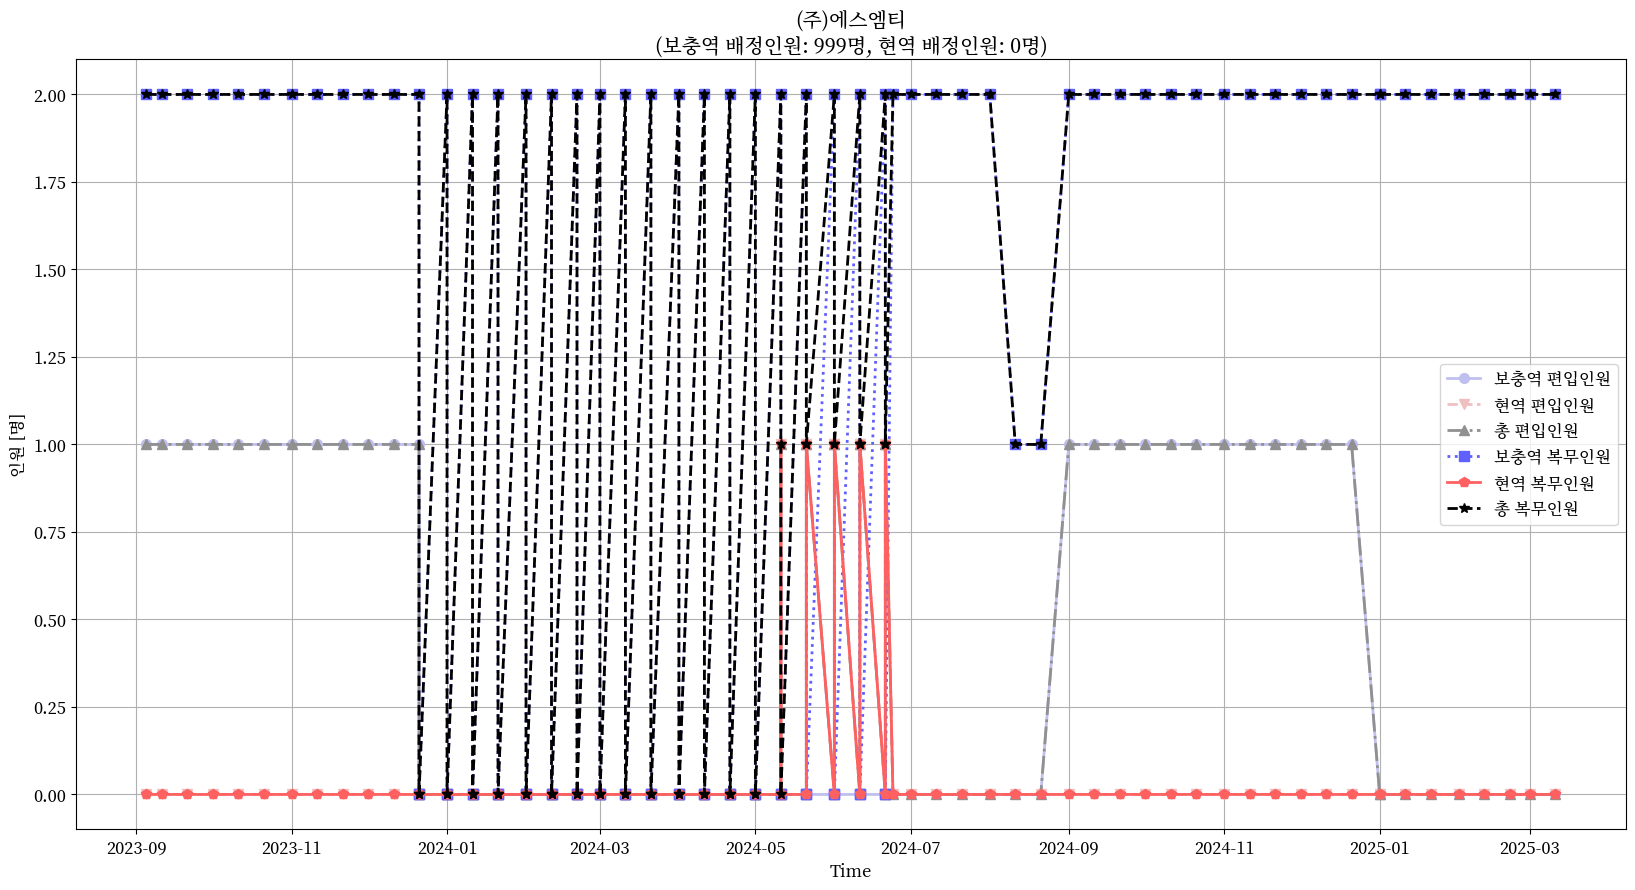 (주)에스엠티
(보충역 배정인원: 999명, 현역 배정인원: 0명)
인원 [명]
2.00
1.75
1.50
1.25
1.00
0.75
0.50
0.25
0.00
보충역 편입인원
현역 편입인원
총 편입인원
보충역 복무인원
현역 복무인원
총 복무인원
2023-09
2023-11
2024-01
2024-03
2024-05
2024-07
2024-09
2024-11
2025-01
2025-03
Time